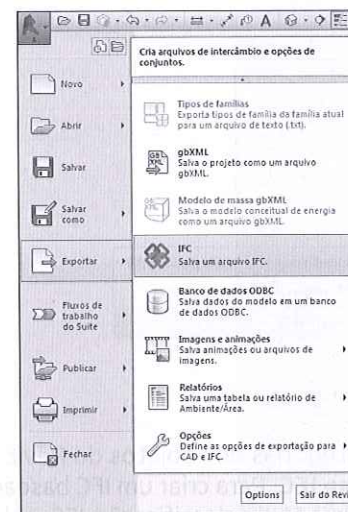 Cria arquivos de intercâmbio e opções de
conjuntos.
Novo
Abrir
Salvar
Salvar
como
Exportar
Fluxos de
trabalho
do Suite
Publicar
Imprimir
Fechar
Tipos de famílias
Exporta tipos de família da família atual
para um arquivo de texto (.txt).
gbXML
Salva o projeto como um arquivo
gbXML.
Modelo de massa gbXML
Salva o modelo conceitual de energia
como um arquivo gbXML.
IFC
Salva um arquivo IFC.
Banco de dados ODBC
Salva dados do modelo em um banco
de dados ODBC.
Imagens e animações
Salva animações ou arquivos de
imagens.
Relatórios
Salva uma tabela ou relatório de
Ambiente/Área.
Opções
Define as opções de exportação para
CAD e IFC.
Options
Sair do Revi